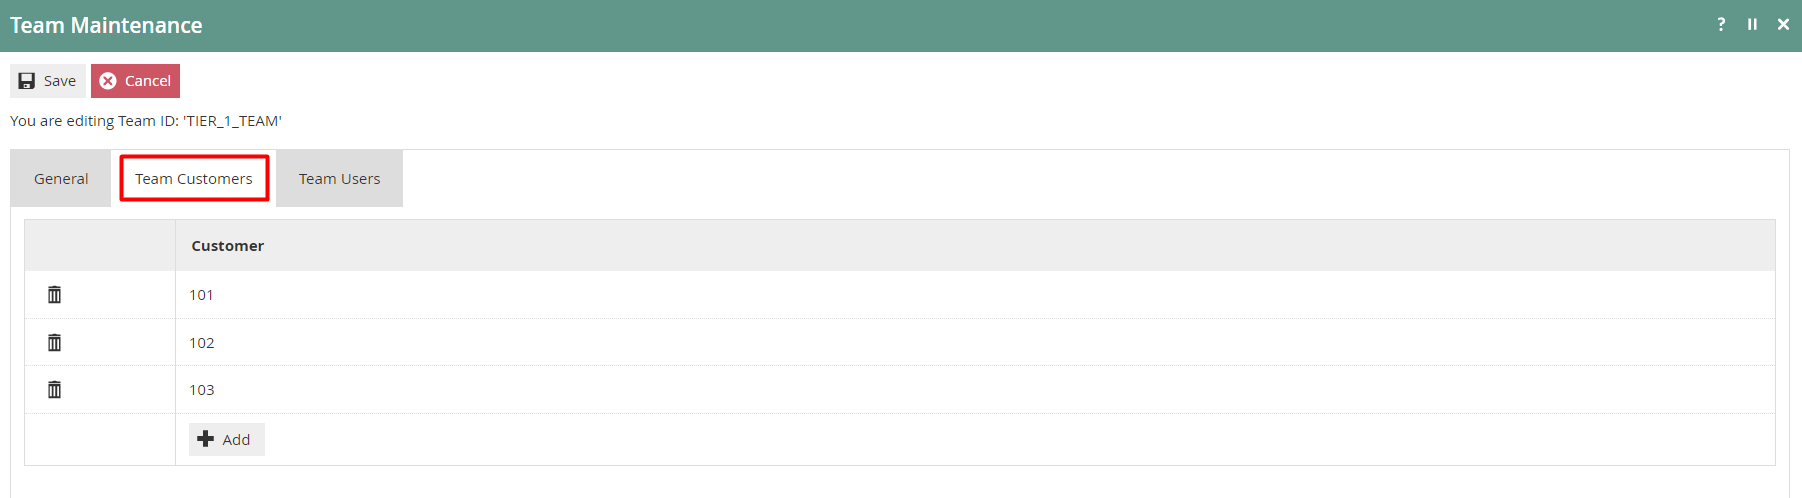 Team Maintenance ?
Save Cancel
You are editing Team ID: 'TIER_1_TEAM'
General Team Customers Team Users
Customer
101
102
103
Add